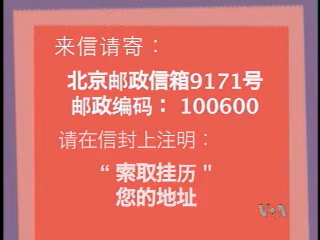 来信请寄：
北京邮政信箱9171号
邮政编码： 100600
请在信封上注明：
“索取挂历"
您的地址
VOA